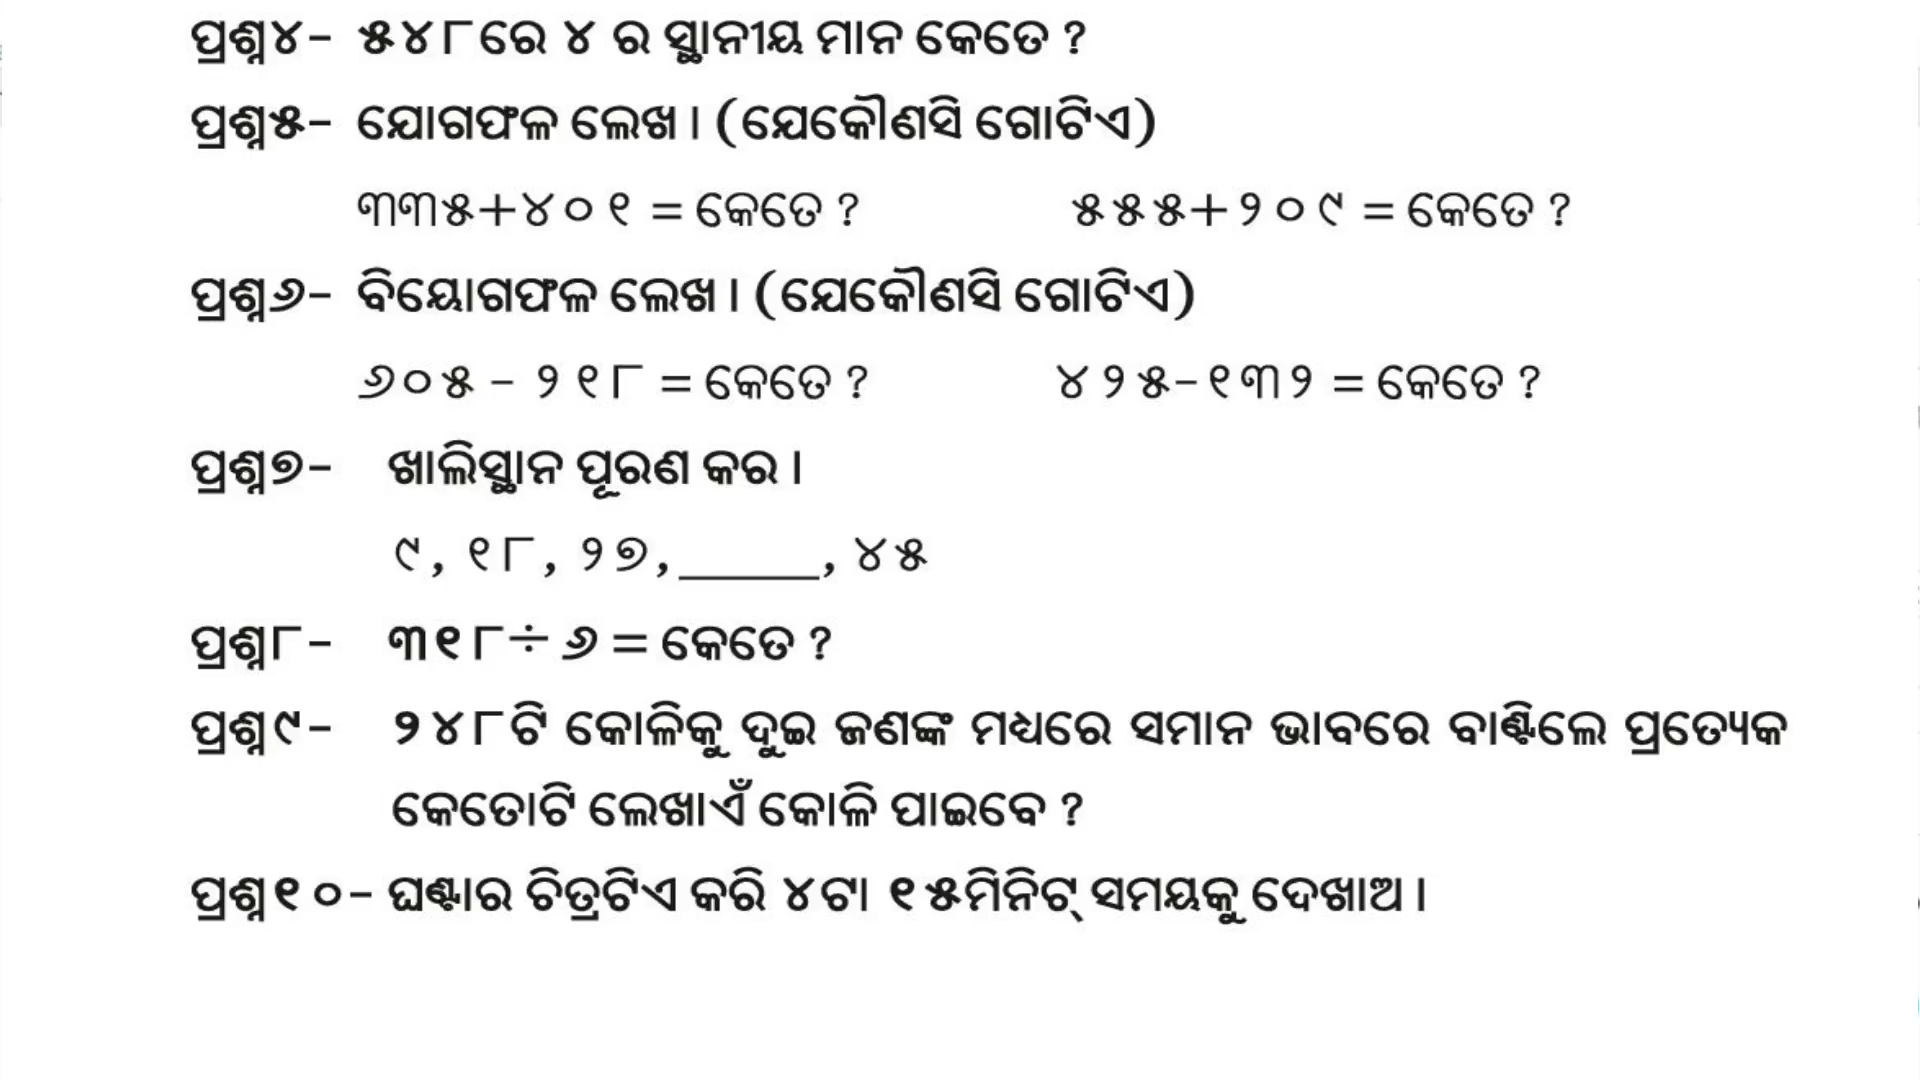 ପ୍ରଶ୍ନ୪- ୫୪୮ରେ ୪ ର ସ୍ଥାନୀୟ ମାନ କେତେ ?
ପ୍ରଶ୍ନ୫- ଯୋଗଫଳ ଲେଖ । (ଯେକୌଣସି ଗୋଟିଏ)
୩୩୫+୪୦୧ = କେତେ ? ୫୫୫+୨୦୯ = କେତେ ?
ପ୍ରଶ୍ନ୬- ବିୟୋଗଫଳ ଲେଖ । (ଯେକୌଣସି ଗୋଟିଏ)
୬୦୫ - ୨୧୮ = କେତେ ? ୪୨୫-୧୩୨ = କେତେ ?
ପ୍ରଶ୍ନ୭- ଖାଲିସ୍ଥାନ ପୂରଣ କର ।
୯, ୧୮, ୨୭,_____, ୪୫
ପ୍ରଶ୍ନ୮- ୩୧୮÷ ୬ = କେତେ ?
ପ୍ରଶ୍ନ୯- ୨୪୮ଟି କୋଳିକୁ ଦୁଇ ଜଣଙ୍କ ମଧ୍ୟରେ ସମାନ ଭାବରେ ବାଣ୍ଟିଲେ ପ୍ରତ୍ୟେକ
କେତୋଟି ଲେଖାଏଁ କୋଳି ପାଇବେ ?
ପ୍ରଶ୍ନ୧୦- ଘଣ୍ଟାର ଚିତ୍ରଟିଏ କରି ୪ଟା ୧୫ମିନିଟ୍ ସମୟକୁ ଦେଖାଅ ।